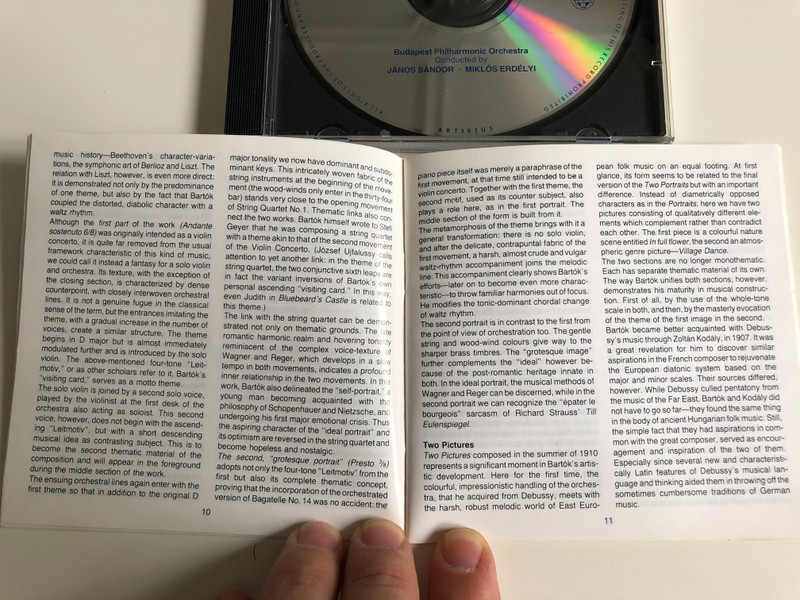 TING OF THIS RECORD PROHIBITED
ALL RIGHTS OF THE PRODUCER AND O
Budapest Philharmonic Orchestra
Conducted by
JÁNOS SÁNDOR · MIKLÓS ERDÉLYI
ARTISJUS
music history—Beethoven's character-varia-
tions, the symphonic art of Berlioz and Liszt. The
relation with Liszt, however, is even more direct:
it is demonstrated not only by the predominance
of one theme, but also by the fact that Bartók
coupled the distorted, diabolic character with a
waltz rhythm.
Although the first part of the work (Andante
sostenuto 6/8) was originally intended as a violin
concerto, it is quite far removed from the usual
framework characteristic of this kind of music,
we could call it instead a fantasy for a solo violin
and orchestra. Its texture, with the exception of
the closing section, is characterized by dense
counterpoint, with closely interwoven orchestral
lines. It is not a genuine fugue in the classical
sense of the term, but the entrances imitating the
theme, with a gradual increase in the number of
voices, create a similar structure. The theme
begins in D major but is almost immediately
modulated further and is introduced by the solo
violin. The above-mentioned four-tone "Leit-
motiv," or as other scholars refer to it, Bartók's
"visiting card," serves as a motto theme.
The solo violin is joined by a second solo voice,
played by the violinist at the first desk of the
orchestra also acting as soloist. This second
voice, however, does not begin with the ascend-
ing "Leitmotiv", but with a short descending
musical idea as contrasting subject. This is to
become the second thematic material of the
composition and will appear in the foreground
during the middle section of the work.
The ensuing orchestral lines again enter with the
first theme so that in addition to the original D
10
major tonality we now have dominant and subdo-
minant keys. This intricately woven fabric of the
string instruments at the beginning of the move-
ment (the wood-winds only enter in the thirty-four
bar) stands very close to the opening movement
of String Quartet No.1. Thematic links also con-
nect the two works. Bartók himself wrote to Stefi
Geyer that he was composing a string quartet
with a theme akin to that of the second movement
of the Violin Concerto. (József Ujfalussy calls
attention to yet another link: in the theme of the
string quartet, the two conjunctive sixth leaps are
in fact the variant inversions of Bartók's own
personal ascending "visiting card." In this way,
even Judith in Bluebeard's Castle is related to
this theme.)
The link with the string quartet can be demon-
strated not only on thematic grounds. The late
romantic harmonic realm and hovering tonality
reminiscent of the complex voice-texture of
Wagner and Reger, which develops in a slow
tempo in both movements, indicates a profound
inner relationship in the two movements. In this
work, Bartók also delineated the "self-portrait," a
young man becoming acquainted with the
philosophy of Schopenhauer and Nietzsche, and
undergoing his first major emotional crisis. Thus
the aspiring character of the "ideal portrait" and
its optimism are reversed in the string quartet and
become hopeless and nostalgic.
The second, "grotesque portrait" (Presto 3/8)
adopts not only the four-tone "Leitmotiv" from the
first but also its complete thematic concept,
proving that the incorporation of the orchestrated
version of Bagatelle No. 14 was no accident: the
piano piece itself was merely a paraphrase of the
first movement, at that time still intended to be a
violin concerto. Together with the first theme, the
second motif, used as its counter subject, also
plays a role here, as in the first portrait. The
middle section of the form is built from it.
The metamorphosis of the theme brings with it a
general transformation: there is no solo violin,
and after the delicate, contrapuntal fabric of the
first movement, a harsh, almost crude and vulgar
waltz-rhythm accompaniment joins the melodic
line. This accompaniment clearly shows Bartók's
efforts—later on to become even more charac-
teristic—to throw familiar harmonies out of focus.
He modifies the tonic-dominant chordal change
of waltz rhythm.
The second portrait is in contrast to the first from
the point of view of orchestration too. The gentle
string and wood-wind colours give way to the
sharper brass timbres. The "grotesque image"
further complements the "ideal" however be-
cause of the post-romantic heritage innate in
both. In the ideal portrait, the musical methods of
Wagner and Reger can be discerned, while in the
second portrait we can recognize the "épater le
bourgeois" sarcasm of Richard Strauss' Till
Eulenspiegel.
Two Pictures
Two Pictures composed in the summer of 1910
represents a significant moment in Bartók's artis-
tic development. Here for the first time, the
colourful, impressionistic handling of the orches-
tra, that he acquired from Debussy, meets with
the harsh, robust melodic world of East Euro-
pean folk music on an equal footing. At first
glance, its form seems to be related to the final
version of the Two Portraits but with an important
difference. Instead of diametrically opposed
characters as in the Portraits, here we have two
pictures consisting of qualitatively different ele-
ments which complement rather than contradict
each other. The first piece is a colourful nature
scene entitled In full flower, the second an atmos-
pheric genre picture—Village Dance.
The two sections are no longer monothematic.
Each has separate thematic material of its own.
The way Bartók unifies both sections, however,
demonstrates his maturity in musical construc-
tion. First of all, by the use of the whole-tone
scale in both, and then, by the masterly evocation
of the theme of the first image in the second.
Bartók became better acquainted with Debus-
sy's music through Zoltán Kodály, in 1907. It was
a great revelation for him to discover similar
aspirations in the French composer to rejuvenate
the European diatonic system based on the
major and minor scales. Their sources differed,
however. While Debussy culled pentatony from
the music of the Far East, Bartók and Kodály did
not have to go so far—they found the same thing
in the body of ancient Hungarian folk music. Still,
the simple fact that they had aspirations in com-
mon with the great composer, served as encour-
agement and inspiration of the two of them.
Especially since several new and characteristi-
cally Latin features of Debussy's musical lan-
guage and thinking aided them in throwing off the
sometimes cumbersome traditions of German
music.
11